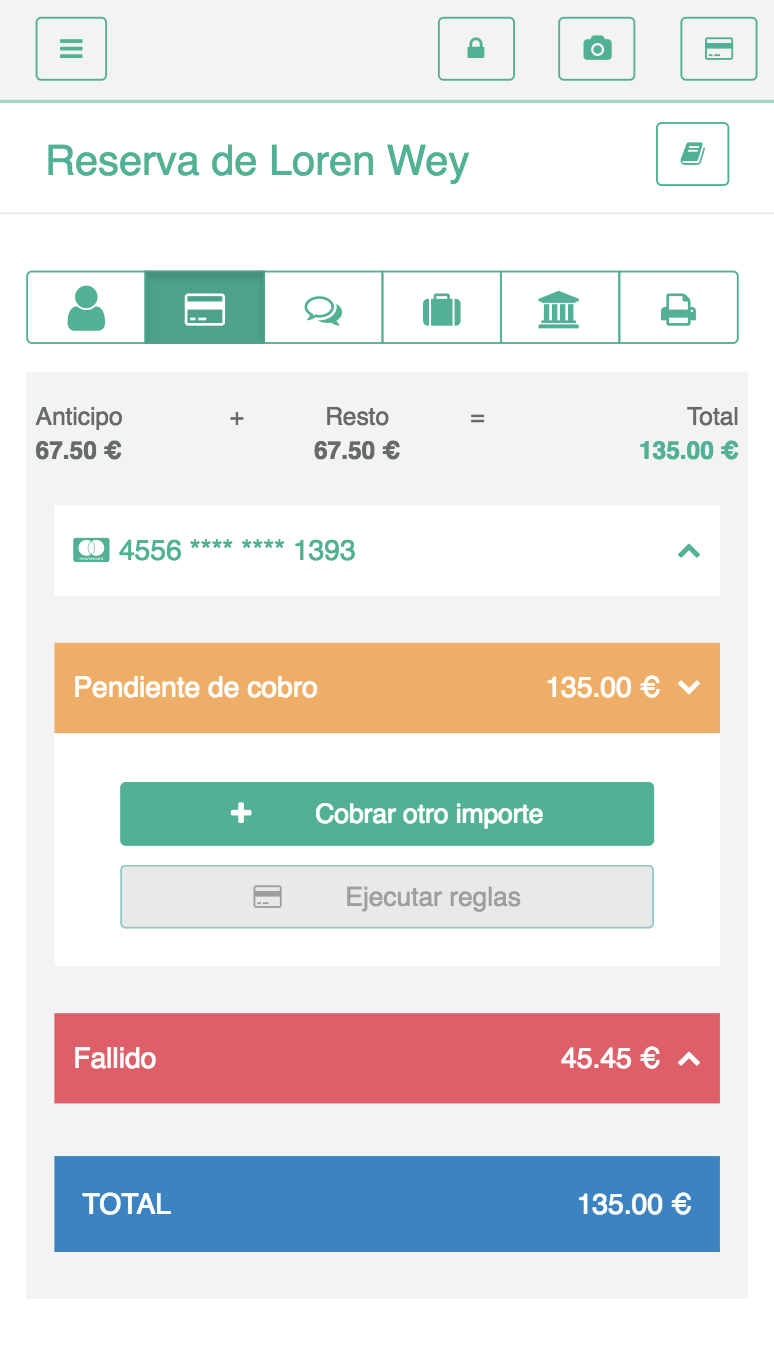 Reserva de Loren Wey
Anticipo + Resto = Total
67.50 € 67.50 € 135.00 €
4556 **** **** 1393
Pendiente de cobro 135.00 €
Cobrar otro importe
Ejecutar reglas
Fallido 45.45 €
TOTAL 135.00 €